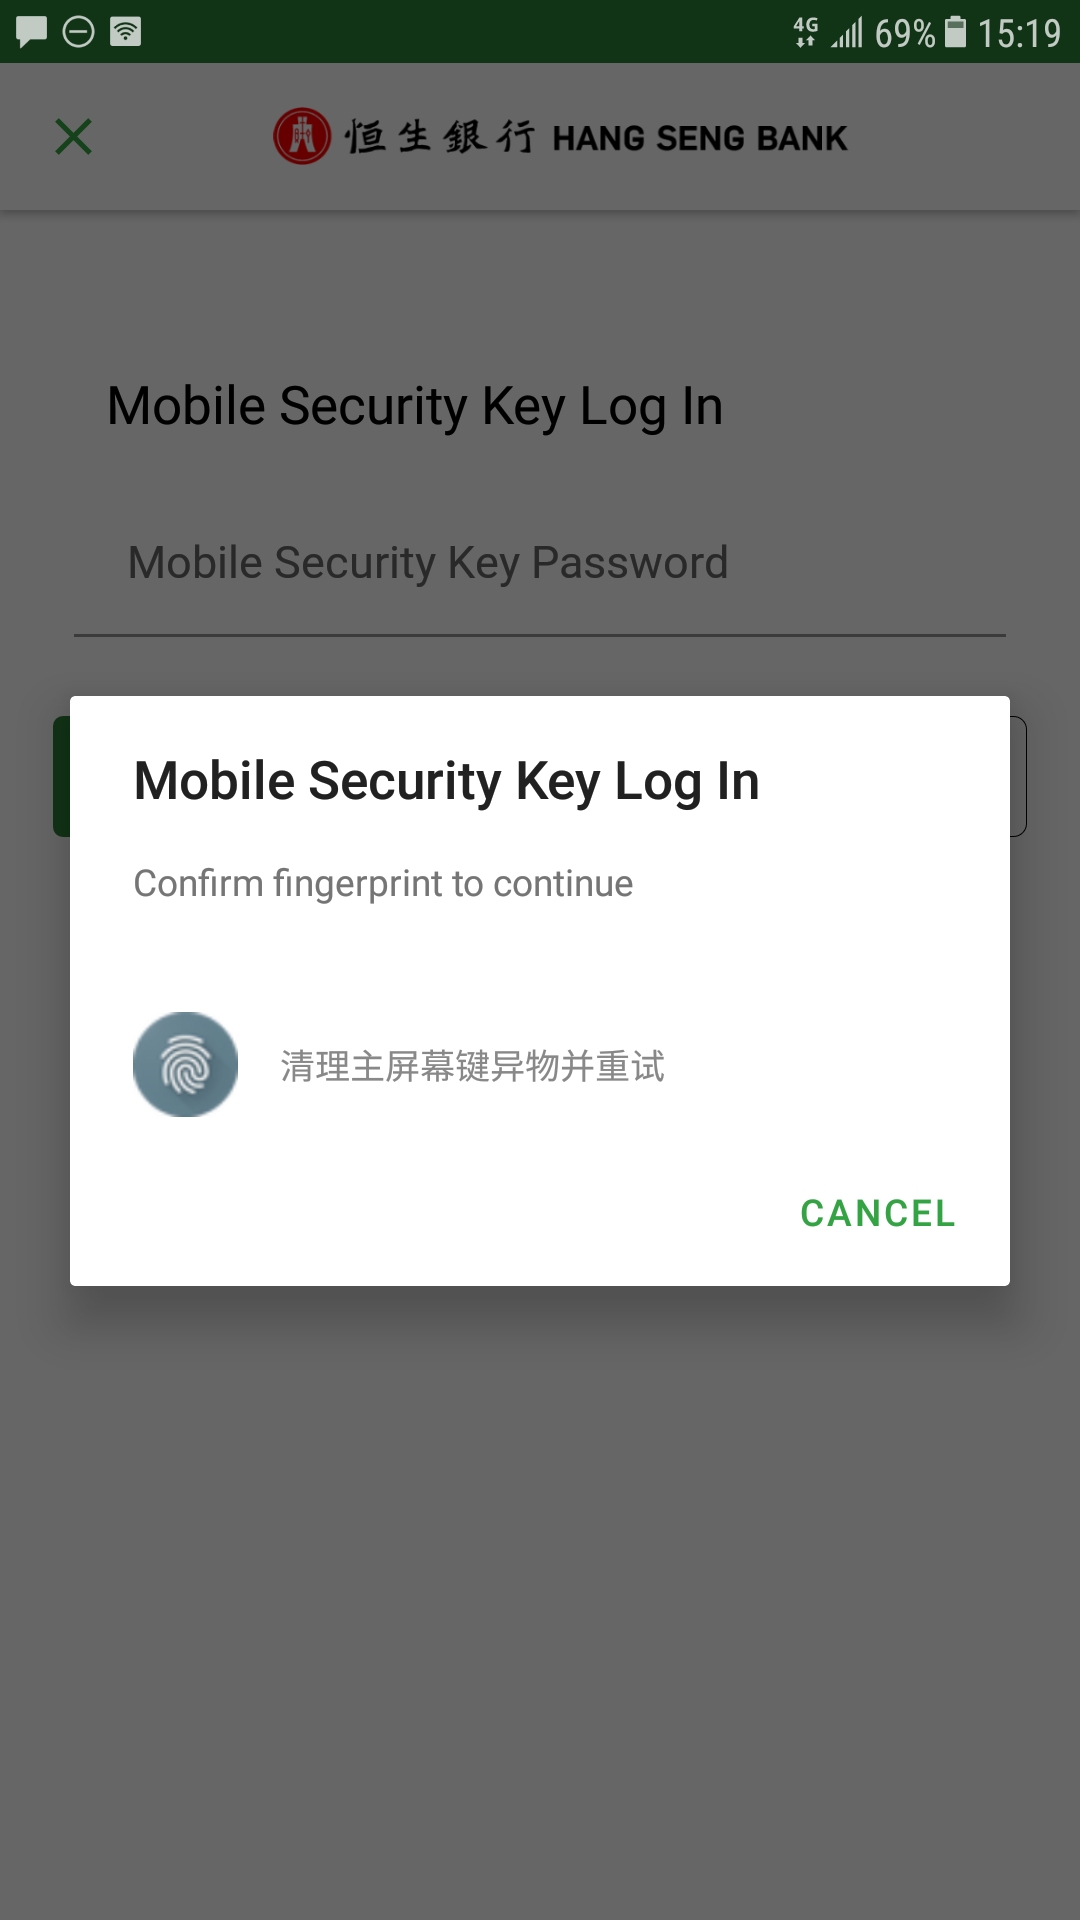 4G 69% 15:19
恒生銀行 HANG SENG BANK
Mobile Security Key Log In
Mobile Security Key Password
Mobile Security Key Log In
Confirm fingerprint to continue
清理主屏幕键异物并重试
CANCEL